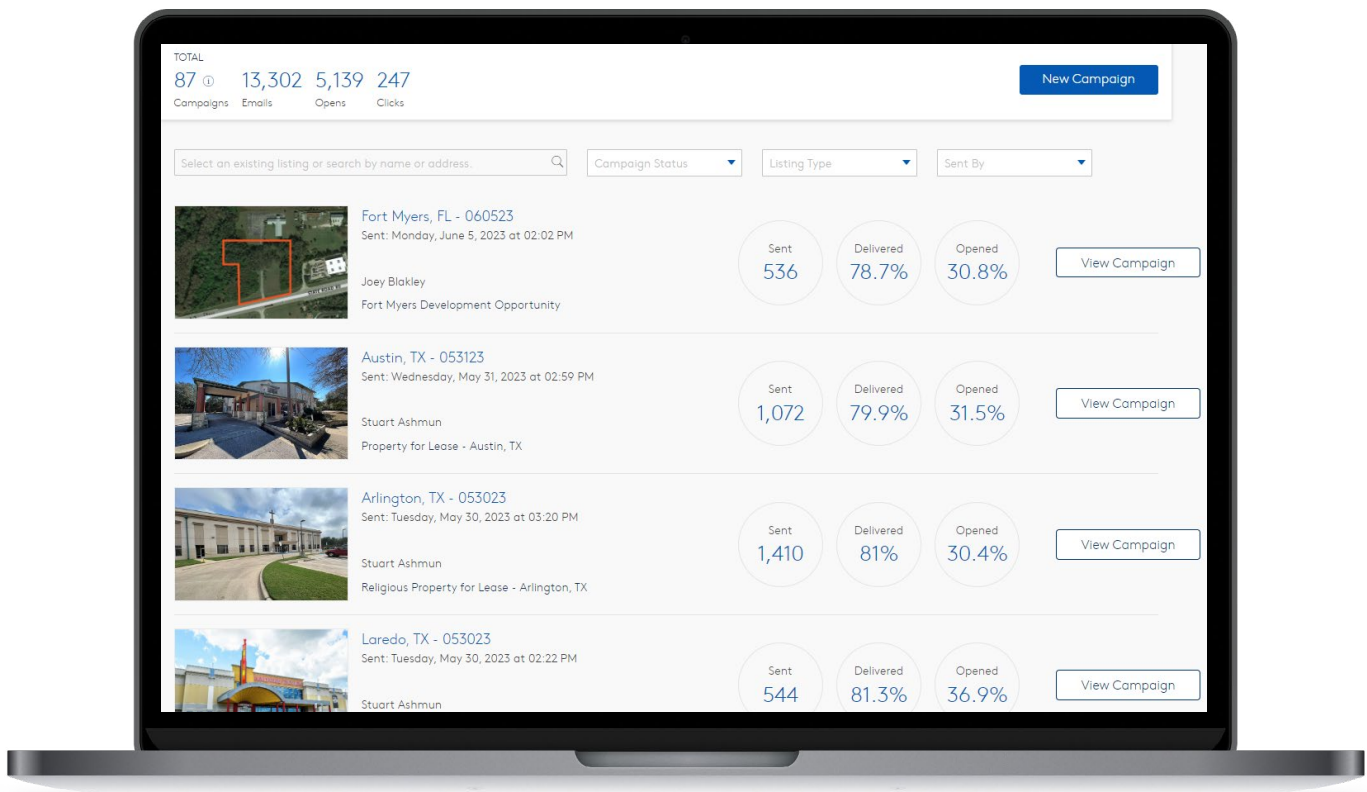 TOTAL
87 13,302 5,139 247
Campaigns Emails Opens Clicks
New Campaign
Select an existing listing or search by name or address.
Campaign Status
Listing Type
Sent By
Fort Myers, FL - 060523
Sent: Monday, June 5, 2023 at 02:02 PM
Joey Blakley
Fort Myers Development Opportunity
Sent
536
Delivered
78.7%
Opened
30.8%
View Campaign
Austin, TX - 053123
Sent: Wednesday, May 31, 2023 at 02:59 PM
Stuart Ashmun
Property for Lease - Austin, TX
Sent
1,072
Delivered
79.9%
Opened
31.5%
View Campaign
Arlington, TX - 053023
Sent: Tuesday, May 30, 2023 at 03:20 PM
Stuart Ashmun
Religious Property for Lease - Arlington, TX
Sent
1,410
Delivered
81%
Opened
30.4%
View Campaign
Laredo, TX - 053023
Sent: Tuesday, May 30, 2023 at 02:22 PM
Stuart Ashmun
Sent
544
Delivered
81.3%
Opened
36.9%
View Campaign